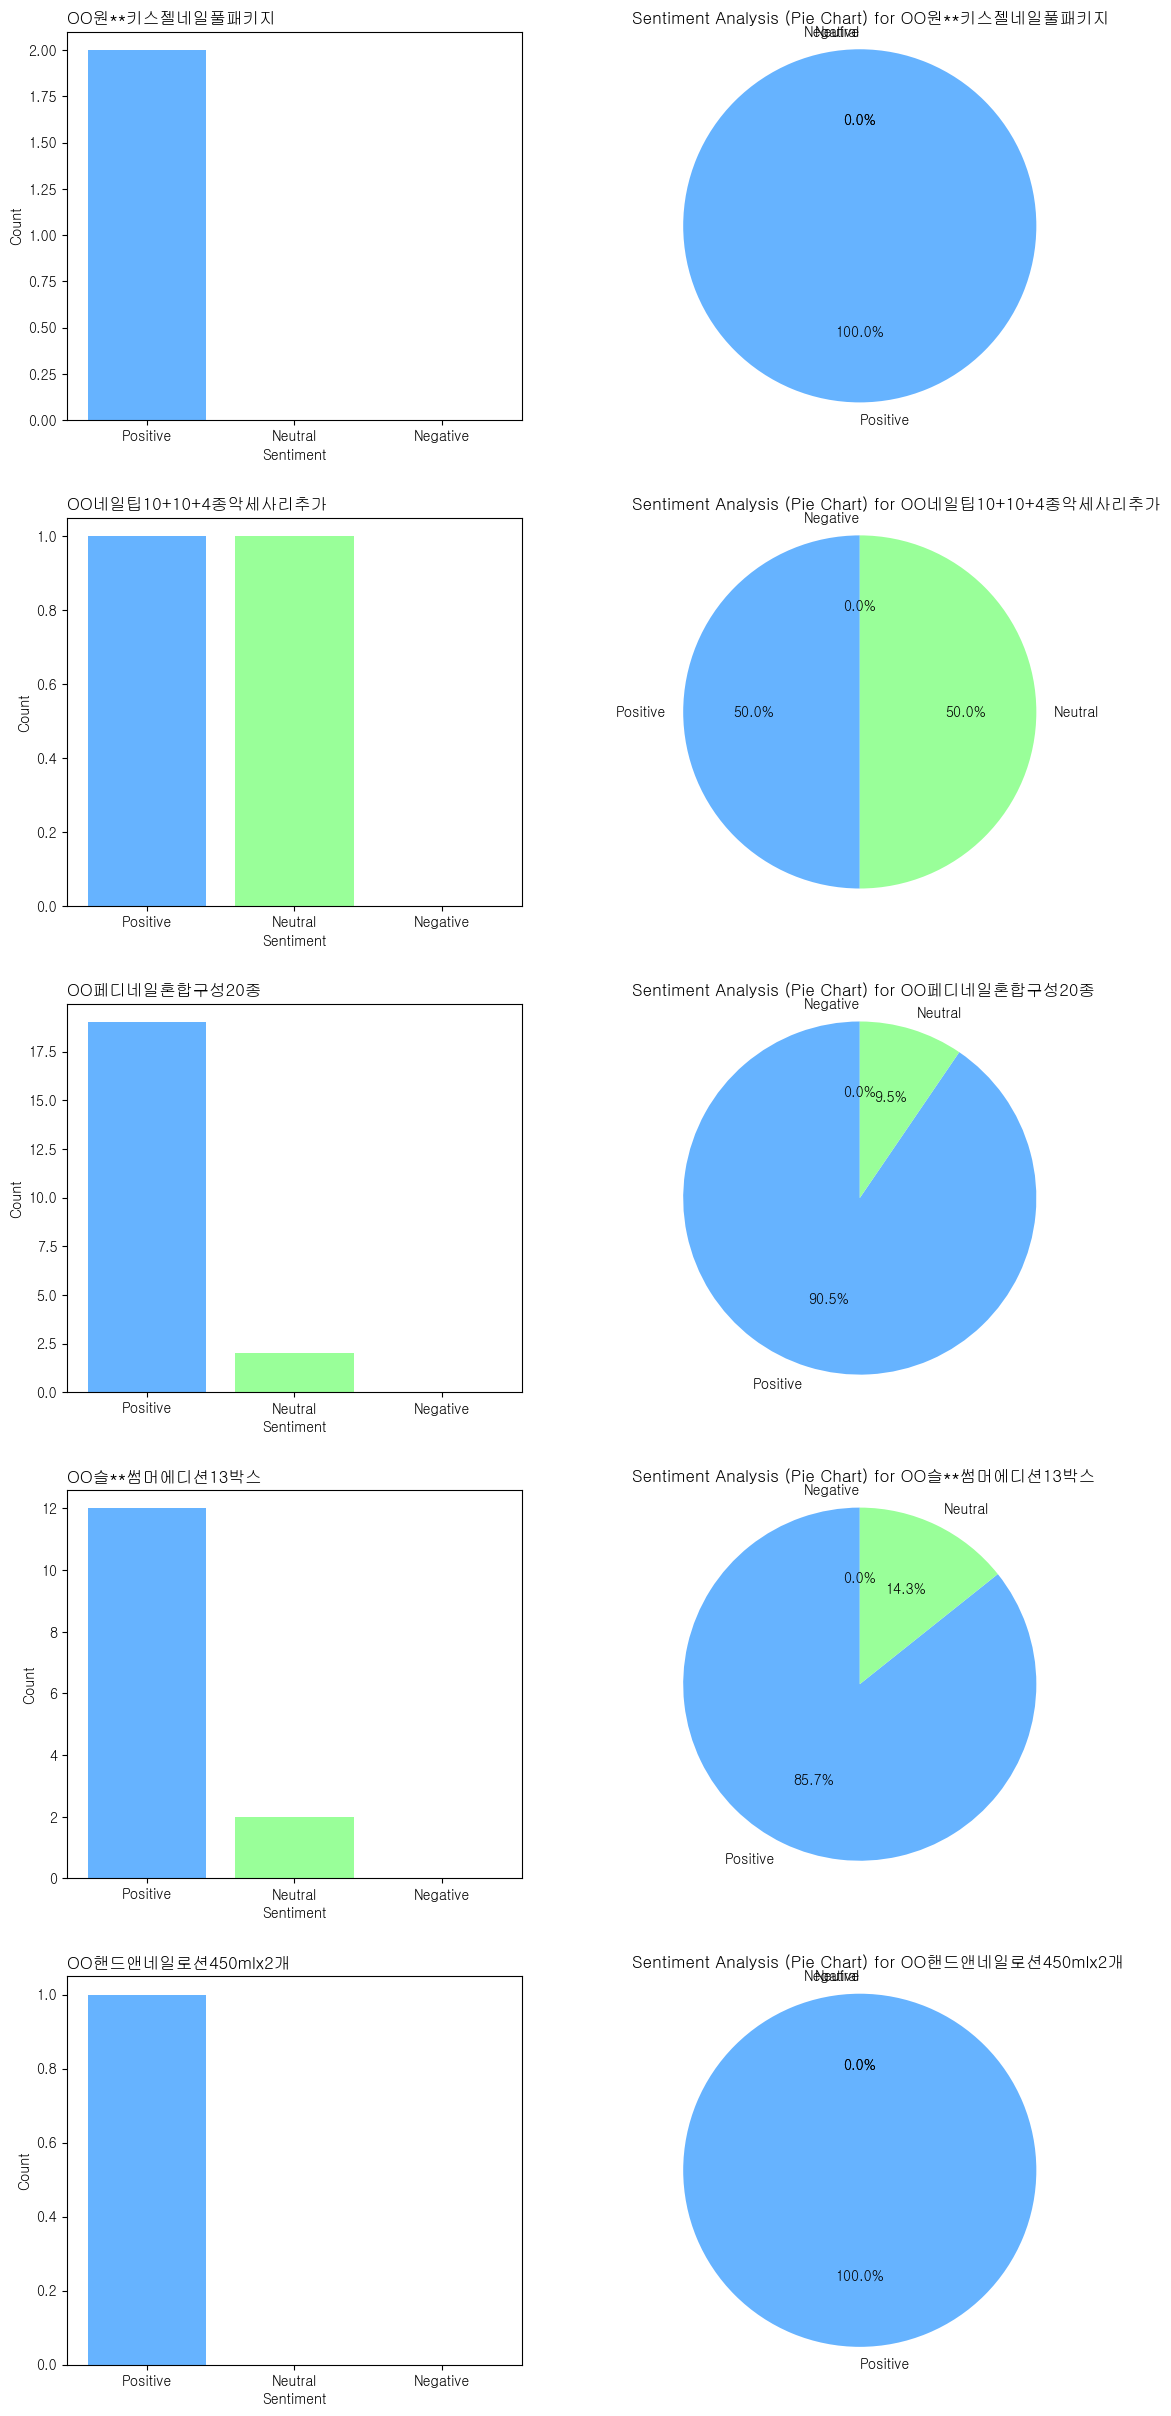 OO원**키스젤네일풀패키지
2.00
1.75
1.50
1.25
1.00
0.75
0.50
0.25
0.00
Count
Positive Neutral Negative
Sentiment
Sentiment Analysis (Pie Chart) for OO원**키스젤네일풀패키지
Negative
Neutral
0.0%
0.0%
100.0%
Positive
OO네일팁10+10+4종악세사리추가
1.0
0.8
0.6
0.4
0.2
0.0
Count
Positive Neutral Negative
Sentiment
Sentiment Analysis (Pie Chart) for OO네일팁10+10+4종악세사리추가
Negative
0.0%
Positive 50.0% 50.0% Neutral
OO페디네일혼합구성20종
17.5
15.0
12.5
10.0
7.5
5.0
2.5
0.0
Count
Positive Neutral Negative
Sentiment
Sentiment Analysis (Pie Chart) for OO페디네일혼합구성20종
Negative
Neutral
0.0%
9.5%
90.5%
Positive
OO슬**썸머에디션13박스
12
10
8
6
4
2
0
Count
Positive Neutral Negative
Sentiment
Sentiment Analysis (Pie Chart) for OO슬**썸머에디션13박스
Negative
Neutral
0.0%
14.3%
85.7%
Positive
OO핸드앤네일로션450mlx2개
1.0
0.8
0.6
0.4
0.2
0.0
Count
Positive Neutral Negative
Sentiment
Sentiment Analysis (Pie Chart) for OO핸드앤네일로션450mlx2개
Negative
Neutral
0.0%
0.0%
100.0%
Positive